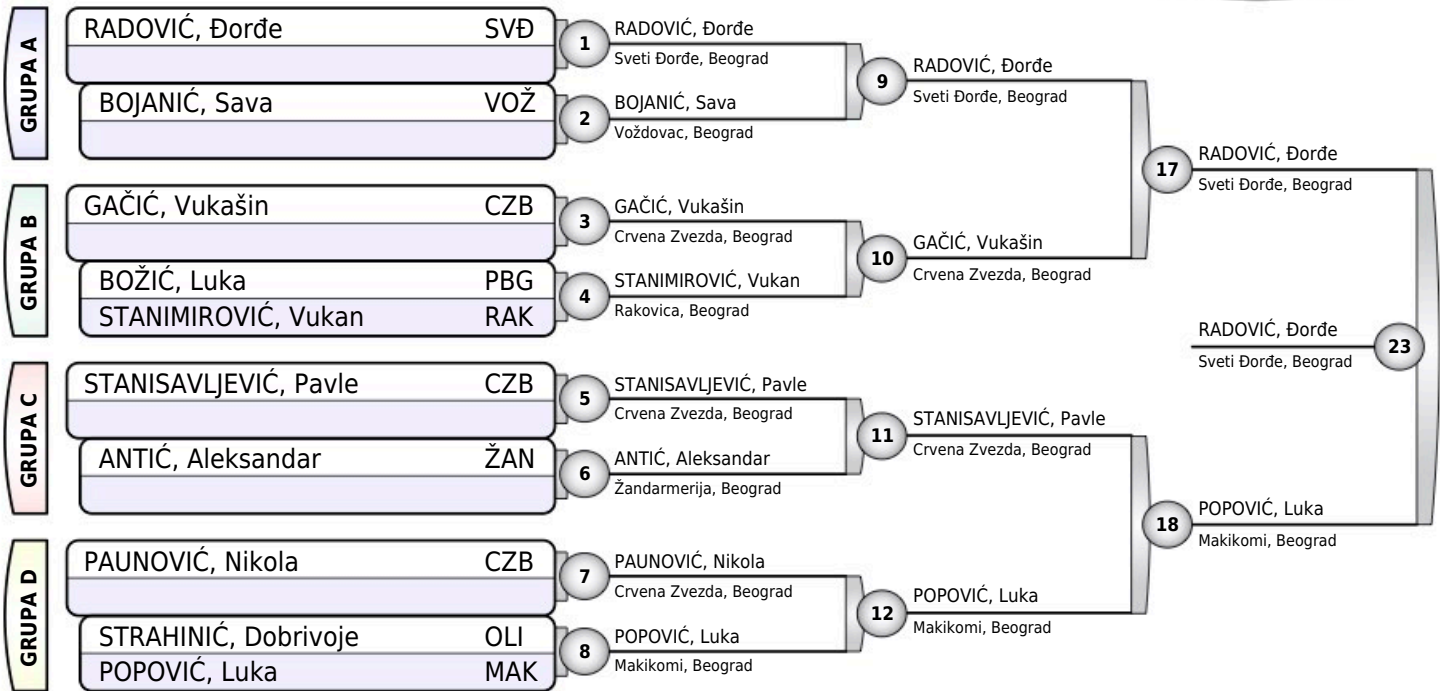 GRUPA A
RADOVIĆ, Đorđe SVĐ
BOJANIĆ, Sava VOŽ
GRUPA B
GAČIĆ, Vukašin CZB
BOŽIĆ, Luka PBG
STANIMIROVIĆ, Vukan RAK
GRUPA C
STANISAVLJEVIĆ, Pavle CZB
ANTIĆ, Aleksandar ŽAN
GRUPA D
PAUNOVIĆ, Nikola CZB
STRAHINIĆ, Dobrivoje OLI
POPOVIĆ, Luka MAK
1
RADOVIĆ, Đorđe
Sveti Đorđe, Beograd
2
BOJANIĆ, Sava
Voždovac, Beograd
3
GAČIĆ, Vukašin
Crvena Zvezda, Beograd
4
STANIMIROVIĆ, Vukan
Rakovica, Beograd
5
STANISAVLJEVIĆ, Pavle
Crvena Zvezda, Beograd
6
ANTIĆ, Aleksandar
Žandarmerija, Beograd
7
PAUNOVIĆ, Nikola
Crvena Zvezda, Beograd
8
POPOVIĆ, Luka
Makikomi, Beograd
9
RADOVIĆ, Đorđe
Sveti Đorđe, Beograd
10
GAČIĆ, Vukašin
Crvena Zvezda, Beograd
11
STANISAVLJEVIĆ, Pavle
Crvena Zvezda, Beograd
12
POPOVIĆ, Luka
Makikomi, Beograd
17
RADOVIĆ, Đorđe
Sveti Đorđe, Beograd
18
POPOVIĆ, Luka
Makikomi, Beograd
RADOVIĆ, Đorđe
Sveti Đorđe, Beograd
23